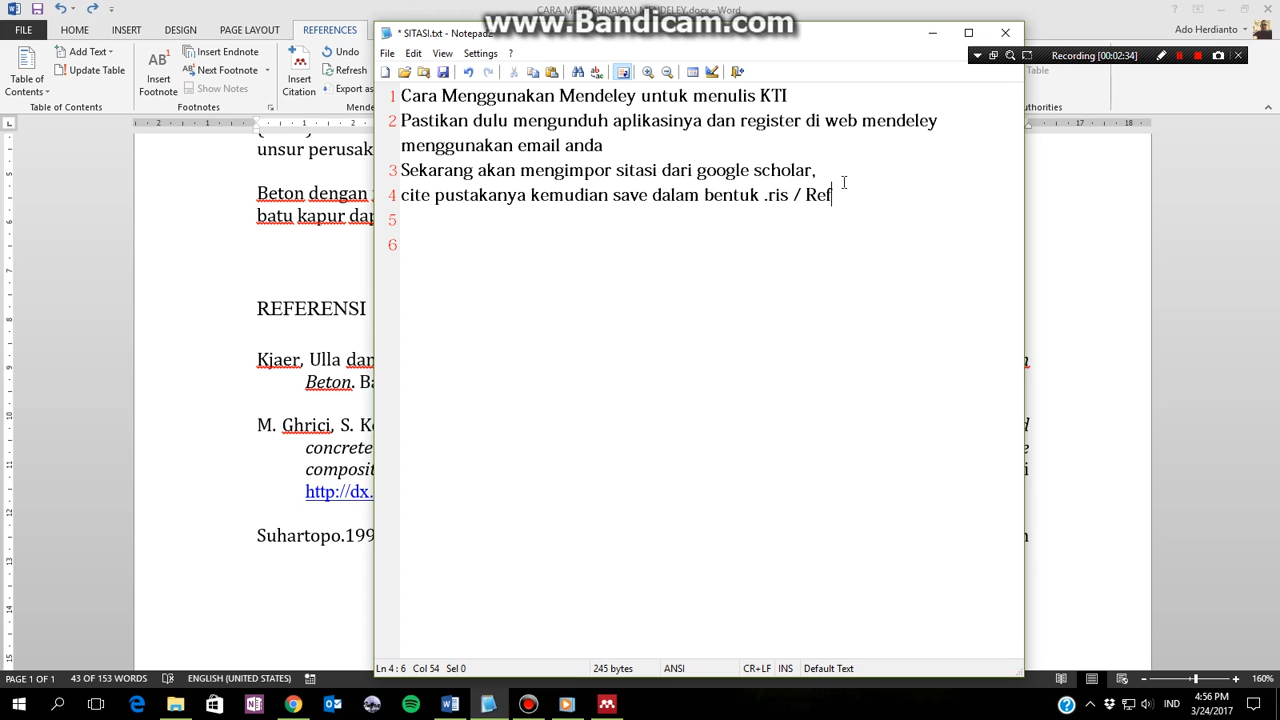 CARA MENGGUNAKAN MENDELEY.docx - Word
www.Bandicam.com
FILE HOME INSERT DESIGN PAGE LAYOUT REFERENCES
Ado Herdianto
* SITASI.txt - Notepad2
File Edit View Settings ?
Recording [00:02:34]
Table of Contents
Add Text
Update Table
Table of Contents
AB¹
Insert Footnote
Insert Endnote
Next Footnote
Show Notes
Footnotes
Insert Citation
Undo
Refresh
Export
Mendeley
Table
Authorities
1 Cara Menggunakan Mendeley untuk menulis KTI
2 Pastikan dulu mengunduh aplikasinya dan register di web mendeley
menggunakan email anda
3 Sekarang akan mengimpor sitasi dari google scholar,
4 cite pustakanya kemudian save dalam bentuk .ris / Ref
5
6
unsur perusak
Beton dengan
batu kapur dap
REFERENSI
Kjaer, Ulla dan
Beton. Ba
M. Ghrici, S. Ke
concrete
composit
http://dx.
Suhartopo.199
Ln 4 : 6 Col 54 Sel 0 245 bytes ANSI CR+LF INS Default Text
PAGE 1 OF 1 43 OF 153 WORDS ENGLISH (UNITED STATES) 160%
IND
4:56 PM
3/24/2017